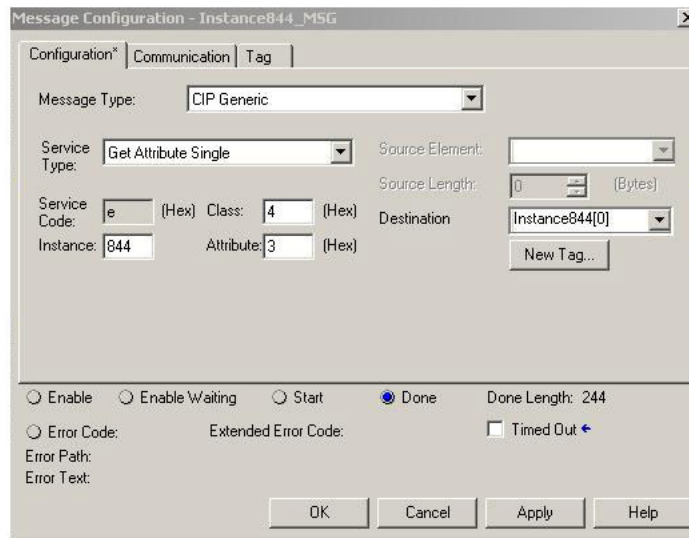 Message Configuration - Instance844_MSG
Configuration* Communication Tag
Message Type: CIP Generic
Service Type: Get Attribute Single Source Element:
Source Length: 0 (Bytes)
Service Code: e (Hex) Class: 4 (Hex) Destination Instance844[0]
Instance: 844 Attribute: 3 (Hex) New Tag...
Enable Enable Waiting Start Done Done Length: 244
Error Code: Extended Error Code: Timed Out
Error Path:
Error Text:
OK Cancel Apply Help